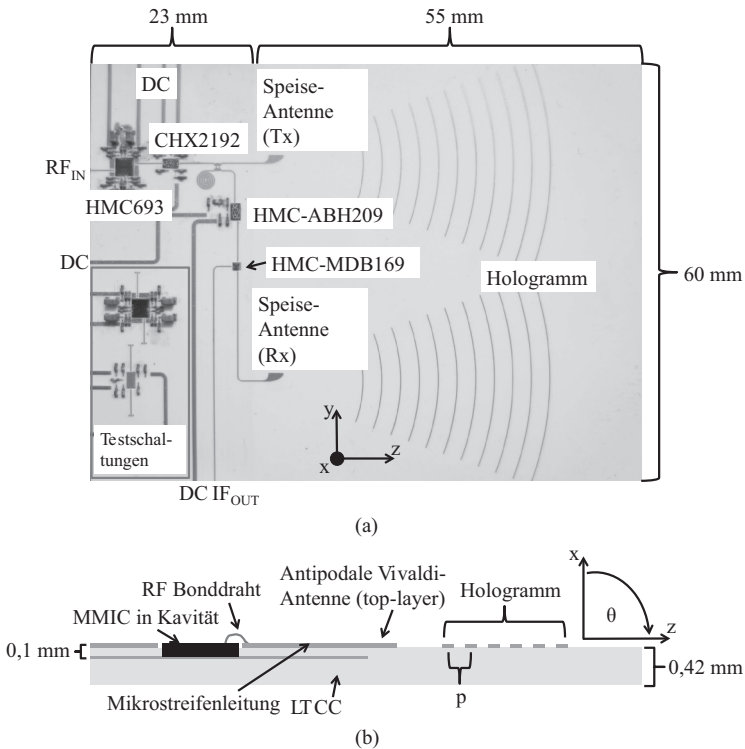 23 mm
55 mm
DC
Speise-
Antenne
(Tx)
CHX2192
RF_IN
HMC693
HMC-ABH209
DC
HMC-MDB169
Hologramm
60 mm
Speise-
Antenne
(Rx)
y
z
x
Testschal-
tungen
DC IF_OUT
(a)
x
Antipodale Vivaldi-
Antenne (top-layer)
Hologramm
RF Bonddraht
MMIC in Kavität
θ
z
0,1 mm
0,42 mm
Mikrostreifenleitung
LTCC
p
(b)